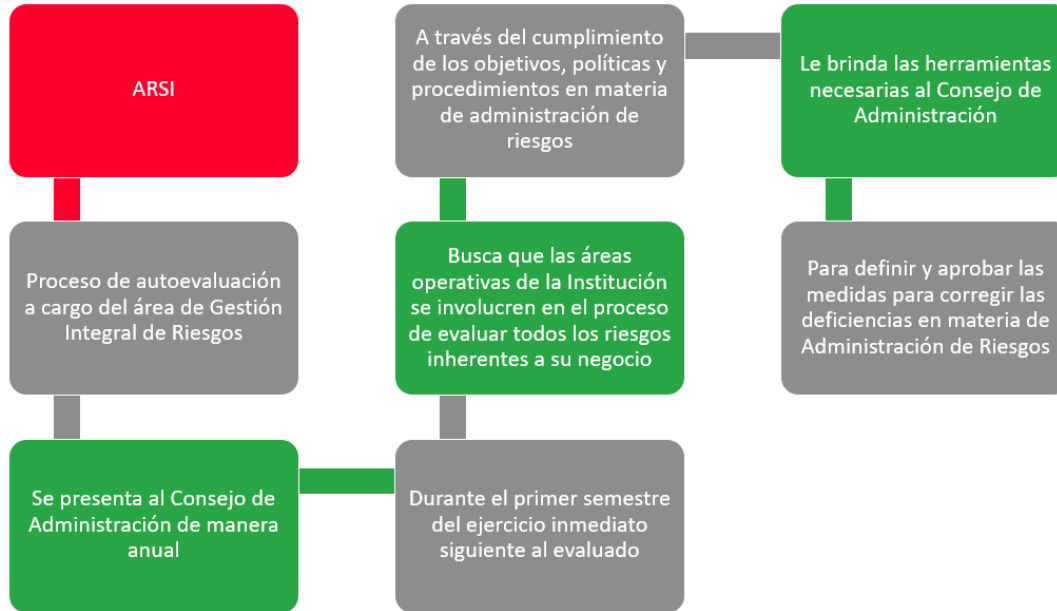 ARSI
Proceso de autoevaluación
a cargo del área de Gestión
Integral de Riesgos
Se presenta al Consejo de
Administración de manera
anual
Durante el primer semestre
del ejercicio inmediato
siguiente al evaluado
Busca que las áreas
operativas de la Institución
se involucren en el proceso
de evaluar todos los riesgos
inherentes a su negocio
A través del cumplimiento
de los objetivos, políticas y
procedimientos en materia
de administración de
riesgos
Le brinda las herramientas
necesarias al Consejo de
Administración
Para definir y aprobar las
medidas para corregir las
deficiencias en materia de
Administración de Riesgos